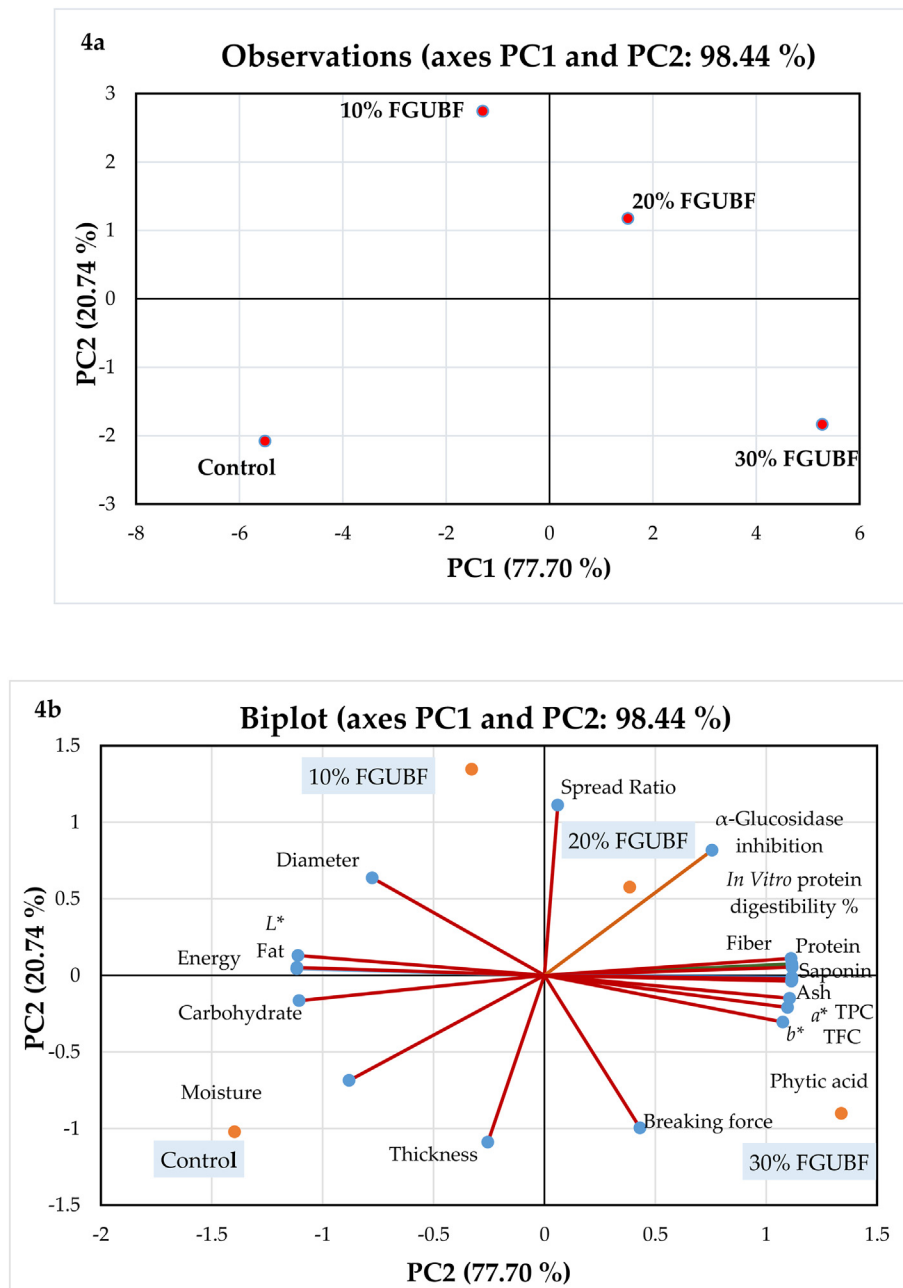 4a
Observations (axes PC1 and PC2: 98.44 %)
3
2
1
0
-1
-2
-3
PC2 (20.74 %)
10% FGUBF
20% FGUBF
Control
30% FGUBF
-8
-6
-4
-2
0
2
4
6
PC1 (77.70 %)
4b
Biplot (axes PC1 and PC2: 98.44 %)
1.5
1
0.5
0
-0.5
-1
-1.5
PC2 (20.74 %)
10% FGUBF
Spread Ratio
α-Glucosidase
inhibition
20% FGUBF
Diameter
In Vitro protein
digestibility %
L*
Fat
Energy
Fiber
Protein
Saponin
Carbohydrate
Ash
a* TPC
b* TFC
Moisture
Phytic acid
Thickness
Breaking force
Control
30% FGUBF
-2
-1.5
-1
-0.5
0
0.5
1
1.5
PC2 (77.70 %)